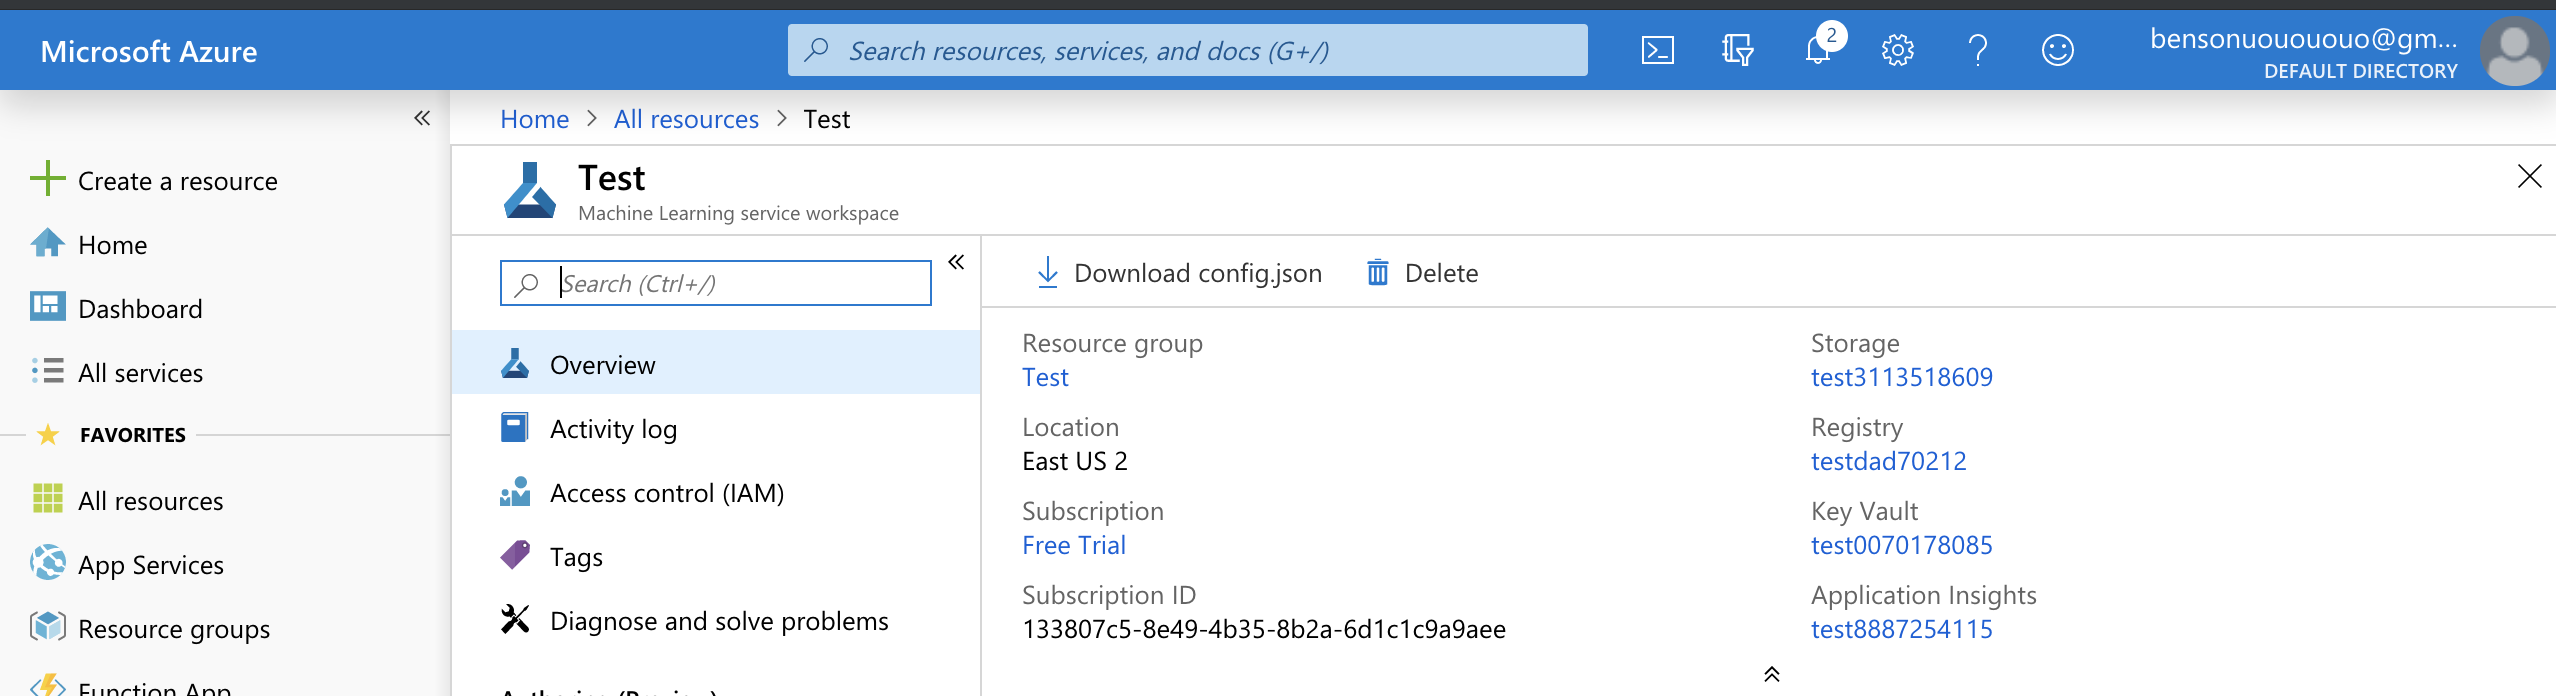 Microsoft Azure
Search resources, services, and docs (G+/)
2
bensonuouououo@gm...
DEFAULT DIRECTORY
Create a resource
Home
Dashboard
All services
FAVORITES
All resources
App Services
Resource groups
Function App
Home > All resources > Test
Test
Machine Learning service workspace
Search (Ctrl+/)
Overview
Activity log
Access control (IAM)
Tags
Diagnose and solve problems
Download config.json
Delete
Resource group
Test
Location
East US 2
Subscription
Free Trial
Subscription ID
133807c5-8e49-4b35-8b2a-6d1c1c9a9aee
Storage
test3113518609
Registry
testdad70212
Key Vault
test0070178085
Application Insights
test8887254115